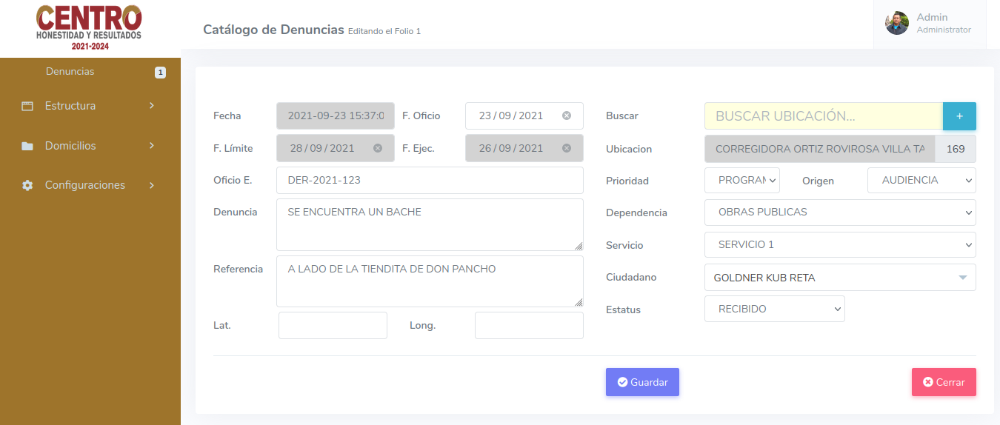 CENTRO
HONESTIDAD Y RESULTADOS
2021-2024
Catálogo de Denuncias Editando el Folio 1
Admin
Administrator
Denuncias 1
Estructura
Domicilios
Configuraciones
Fecha 2021-09-23 15:37:0 F. Oficio 23 / 09 / 2021
F. Límite 28 / 09 / 2021 F. Ejec. 26 / 09 / 2021
Oficio E. DER-2021-123
Denuncia SE ENCUENTRA UN BACHE
Referencia A LADO DE LA TIENDITA DE DON PANCHO
Lat. Long.
Buscar BUSCAR UBICACIÓN... +
Ubicacion CORREGIDORA ORTIZ ROVIROSA VILLA TA 169
Prioridad PROGRAM Origen AUDIENCIA
Dependencia OBRAS PUBLICAS
Servicio SERVICIO 1
Ciudadano GOLDNER KUB RETA
Estatus RECIBIDO
Guardar Cerrar